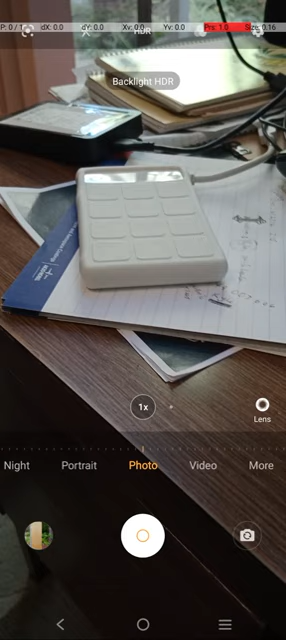 P: 0 / 1 dX: 0.0 dY: 0.0 Xv: 0.0 Yv: 0.0 Prs: 1.0 Size: 0.16
HDR
Backlight HDR
1x
Lens
Night Portrait Photo Video More